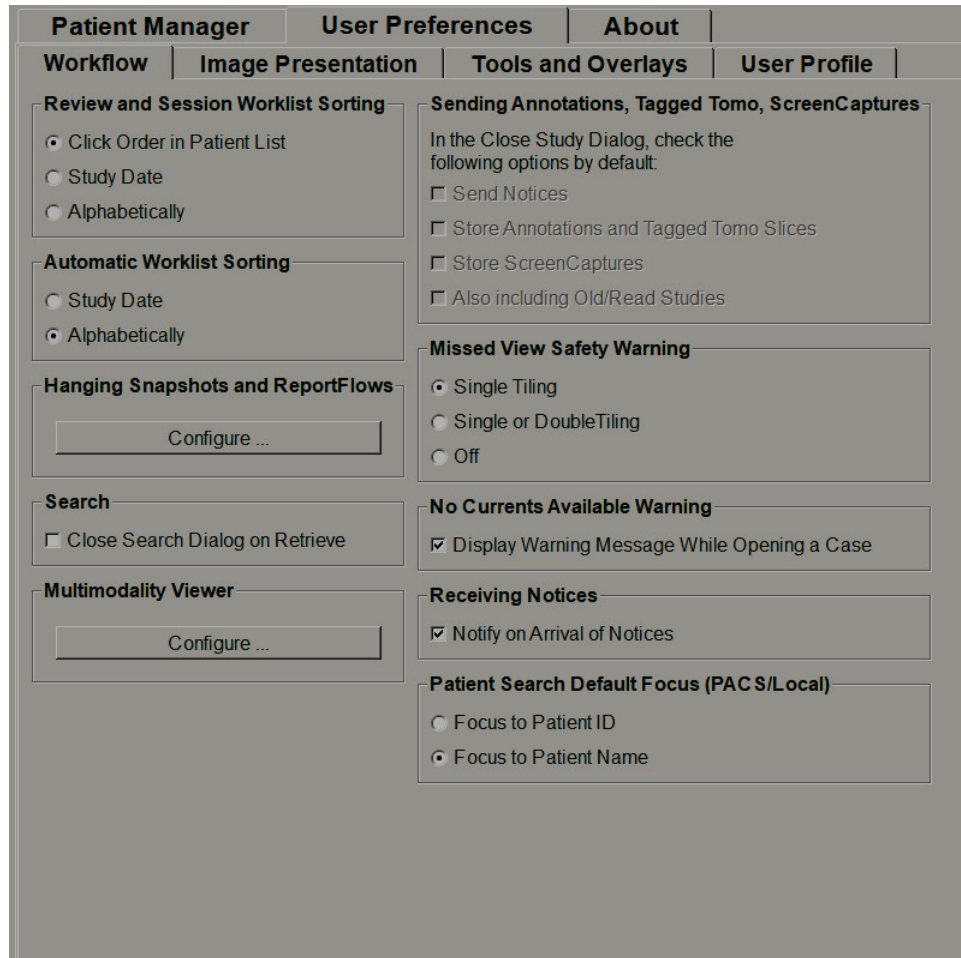 Patient Manager
User Preferences
About
Workflow
Image Presentation
Tools and Overlays
User Profile
Review and Session Worklist Sorting
Click Order in Patient List
Study Date
Alphabetically
Automatic Worklist Sorting
Study Date
Alphabetically
Hanging Snapshots and ReportFlows
Configure ...
Search
Close Search Dialog on Retrieve
Multimodality Viewer
Configure ...
Sending Annotations, Tagged Tomo, ScreenCaptures
In the Close Study Dialog, check the
following options by default:
Send Notices
Store Annotations and Tagged Tomo Slices
Store ScreenCaptures
Also including Old/Read Studies
Missed View Safety Warning
Single Tiling
Single or DoubleTiling
Off
No Currents Available Warning
Display Warning Message While Opening a Case
Receiving Notices
Notify on Arrival of Notices
Patient Search Default Focus (PACS/Local)
Focus to Patient ID
Focus to Patient Name